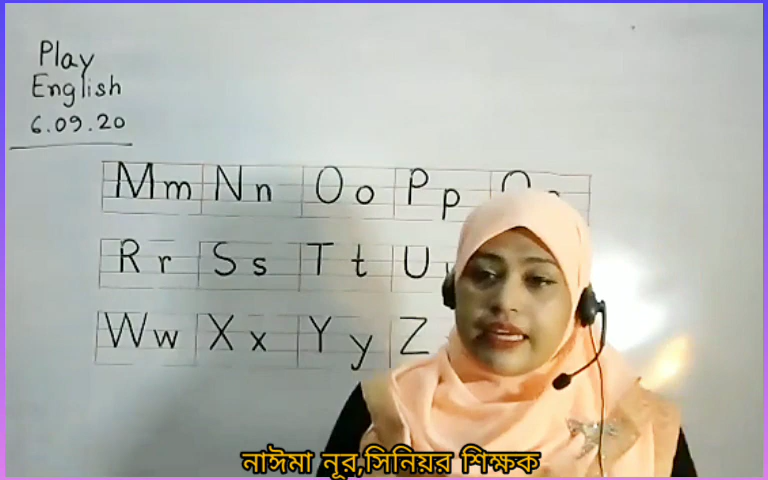 Play
English
6.09.20
Mm Nn Oo Pp
Rr Ss Tt U
Ww Xx Yy Z
নাঈমা নূর,সিনিয়র শিক্ষক